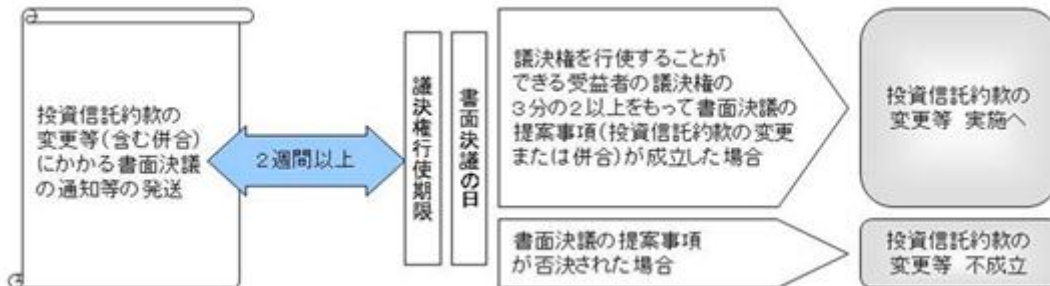 投資信託約款の
変更等(含む併合)
にかかる書面決議
の通知等の発送
2週間以上
議決権行使期限
書面決議の日
議決権を行使することが
できる受益者の議決権の
3分の2以上をもって書面決議の
提案事項(投資信託約款の変更
または併合)が成立した場合
投資信託約款の
変更等 実施へ
書面決議の提案事項
が否決された場合
投資信託約款の
変更等 不成立